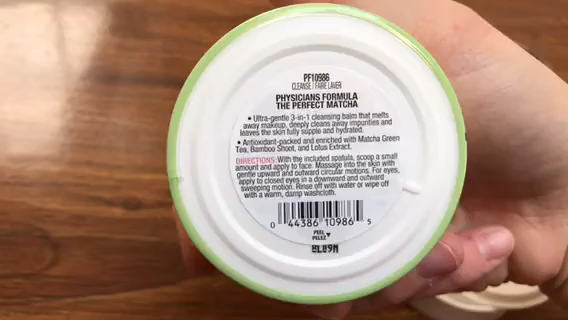 PF10986
CLEANSE / FAIRE LAVER
PHYSICIANS FORMULA
THE PERFECT MATCHA
• Ultra-gentle 3-in-1 cleansing balm that melts
away makeup, deeply cleans away impurities and
leaves the skin fully supple and hydrated.
• Antioxidant-packed and enriched with Matcha Green
Tea, Bamboo Shoot, and Lotus Extract.
DIRECTIONS: With the included spatula, scoop a small
amount and apply to face. Massage into the skin with
gentle upward and outward circular motions. For eyes,
apply to closed eyes in a downward and outward
sweeping motion. Rinse off with water or wipe off
with a warm, damp washcloth.
0 44386 10986 5
PEEL
PELEZ